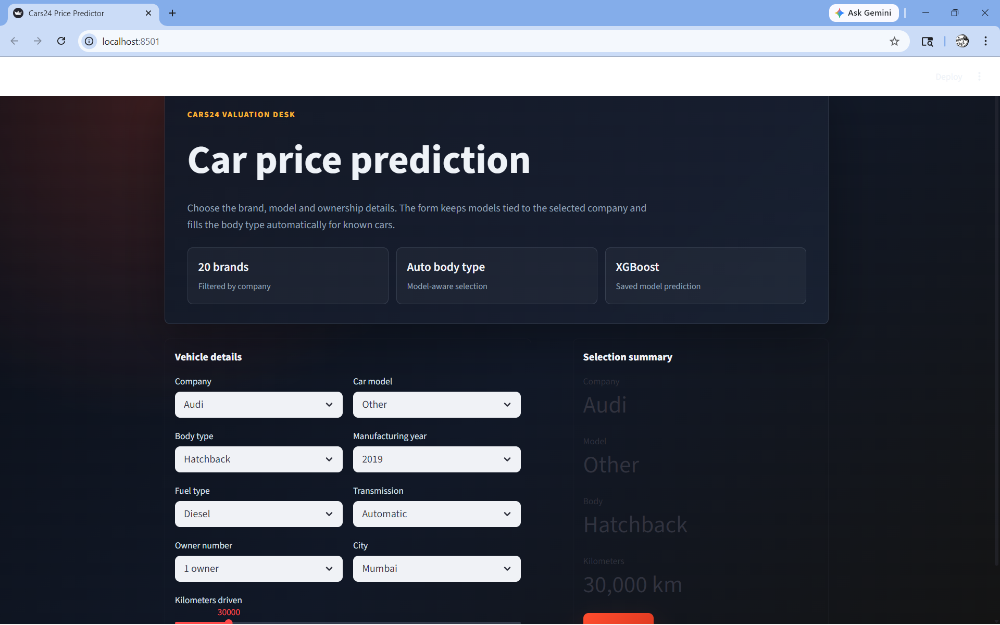 Cars24 Price Predictor
Ask Gemini
localhost:8501
Deploy
CARS24 VALUATION DESK
Car price prediction
Choose the brand, model and ownership details. The form keeps models tied to the selected company and
fills the body type automatically for known cars.
20 brands
Filtered by company
Auto body type
Model-aware selection
XGBoost
Saved model prediction
Vehicle details
Company
Car model
Audi
Other
Body type
Manufacturing year
Hatchback
2019
Fuel type
Transmission
Diesel
Automatic
Owner number
City
1 owner
Mumbai
Kilometers driven
30000
Selection summary
Company
Audi
Model
Other
Body
Hatchback
Kilometers
30,000 km